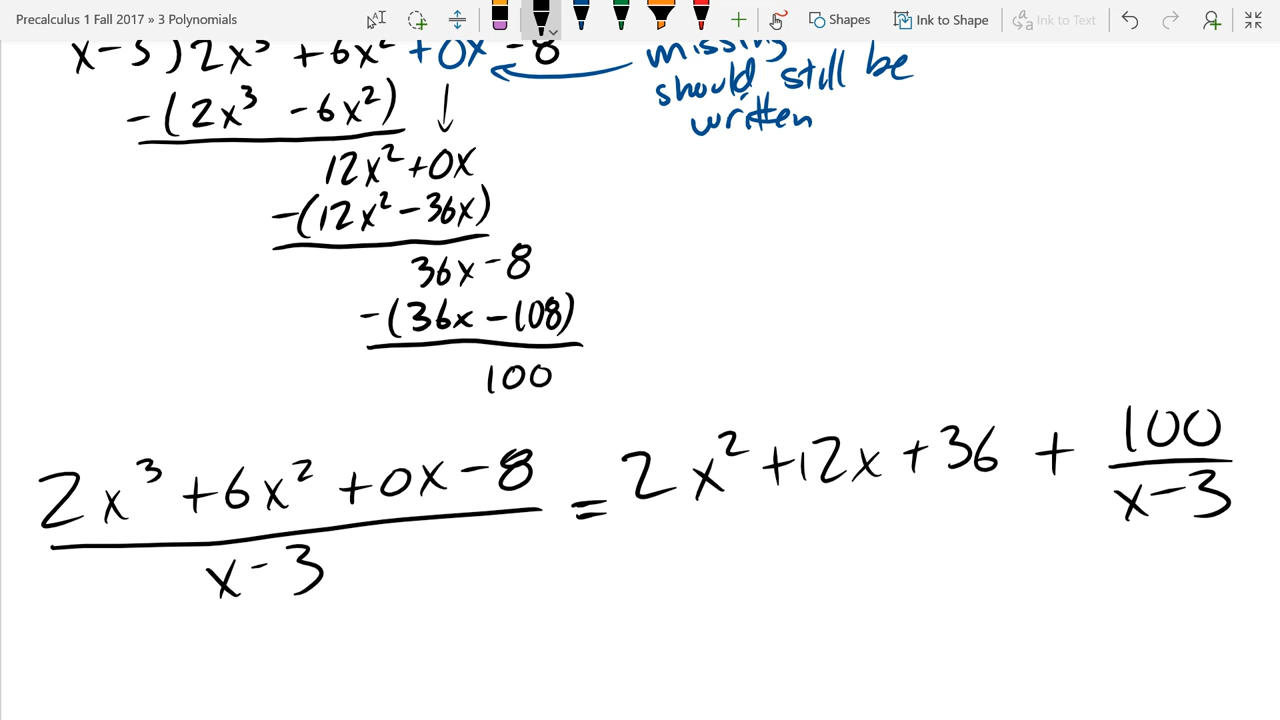 Precalculus 1 Fall 2017 » 3 Polynomials
Shapes
Ink to Shape
Ink to Text
x-3 ) 2x³ + 6x² + 0x - 8
missing
should still be
written
-(2x³ - 6x²)
12x² + 0x
-(12x² - 36x)
36x - 8
-(36x - 108)
100
(2x³ + 6x² + 0x - 8)/(x - 3) = 2x² + 12x + 36 + 100/(x - 3)